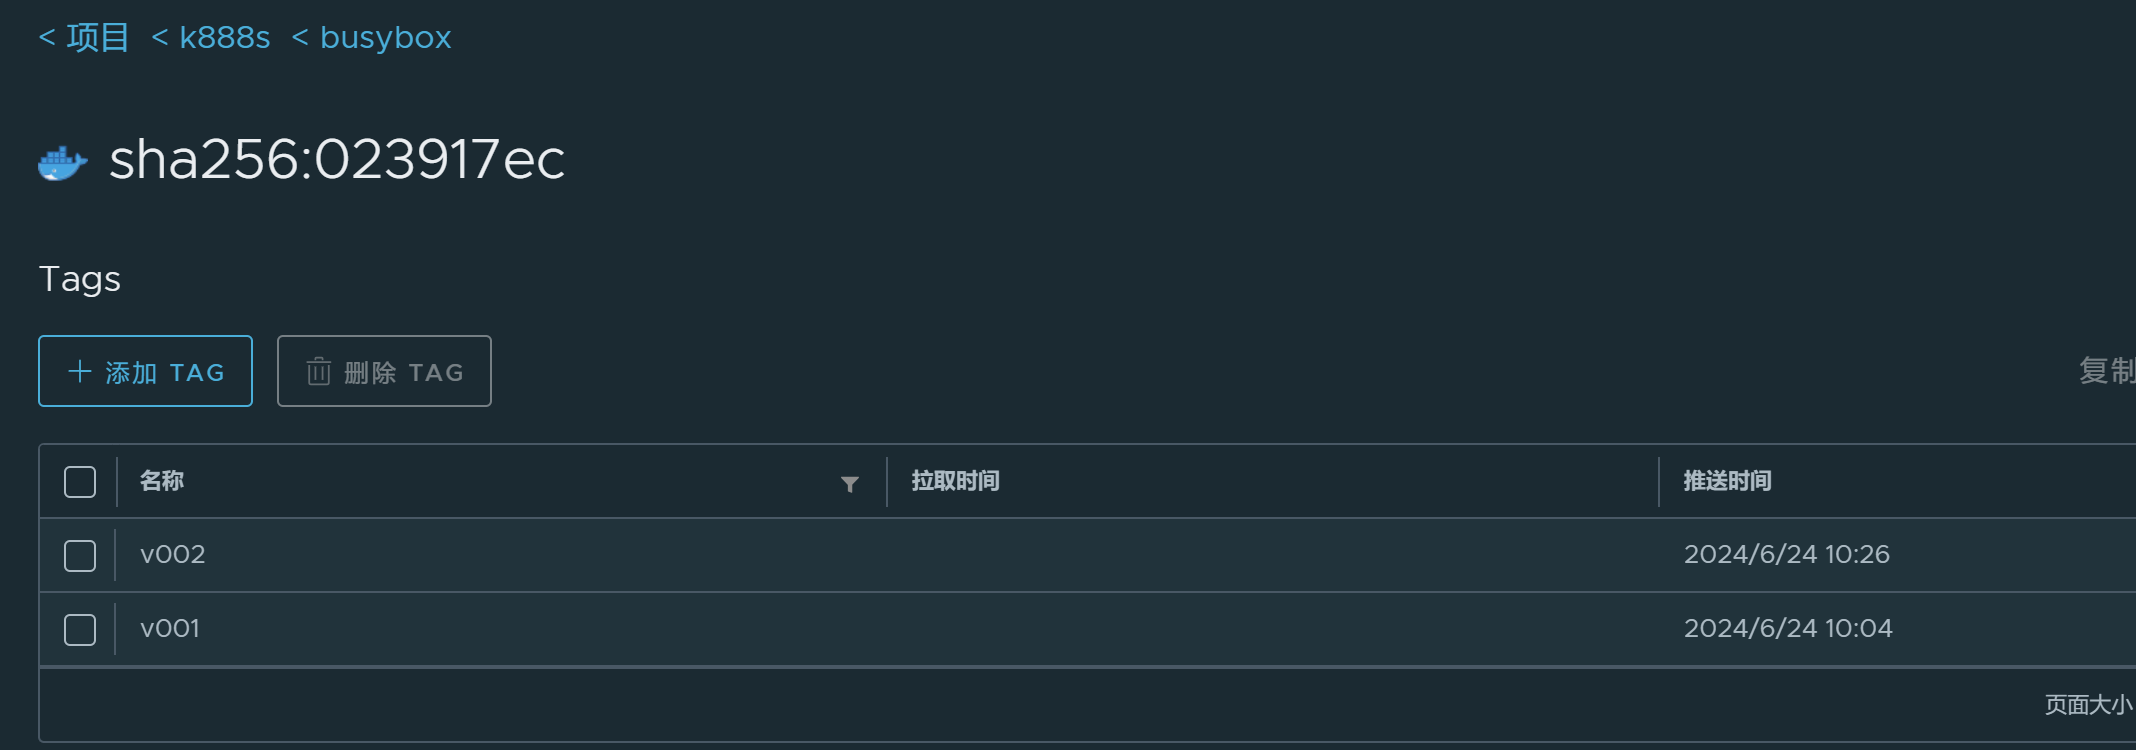 < 项目 < k888s < busybox
sha256:023917ec
Tags
添加 TAG 删除 TAG
复制
名称 拉取时间 推送时间
v002 2024/6/24 10:26
v001 2024/6/24 10:04
页面大小